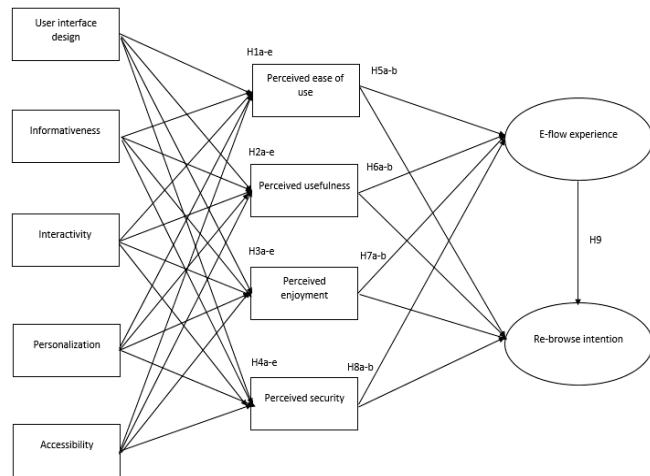 User interface
design
Informativeness
Interactivity
Personalization
Accessibility
H1a-e
Perceived ease of
use
H2a-e
Perceived usefulness
H3a-e
Perceived
enjoyment
H4a-e
Perceived security
H5a-b
H6a-b
H7a-b
H8a-b
E-flow experience
H9
Re-browse intention